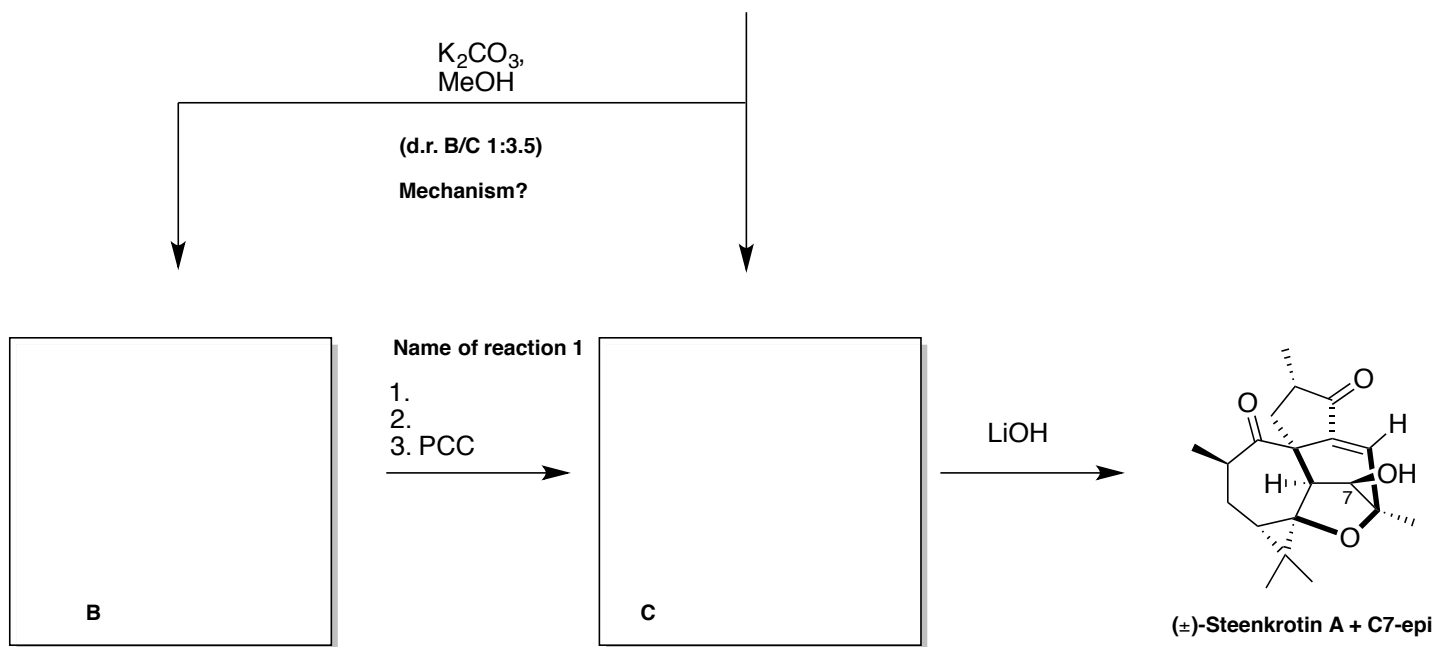 K2CO3,
MeOH
(d.r. B/C 1:3.5)
Mechanism?
Name of reaction 1
1.
2.
3. PCC
B
C
LiOH
O
O
H
H
OH
7
O
(±)-Steenkrotin A + C7-epi